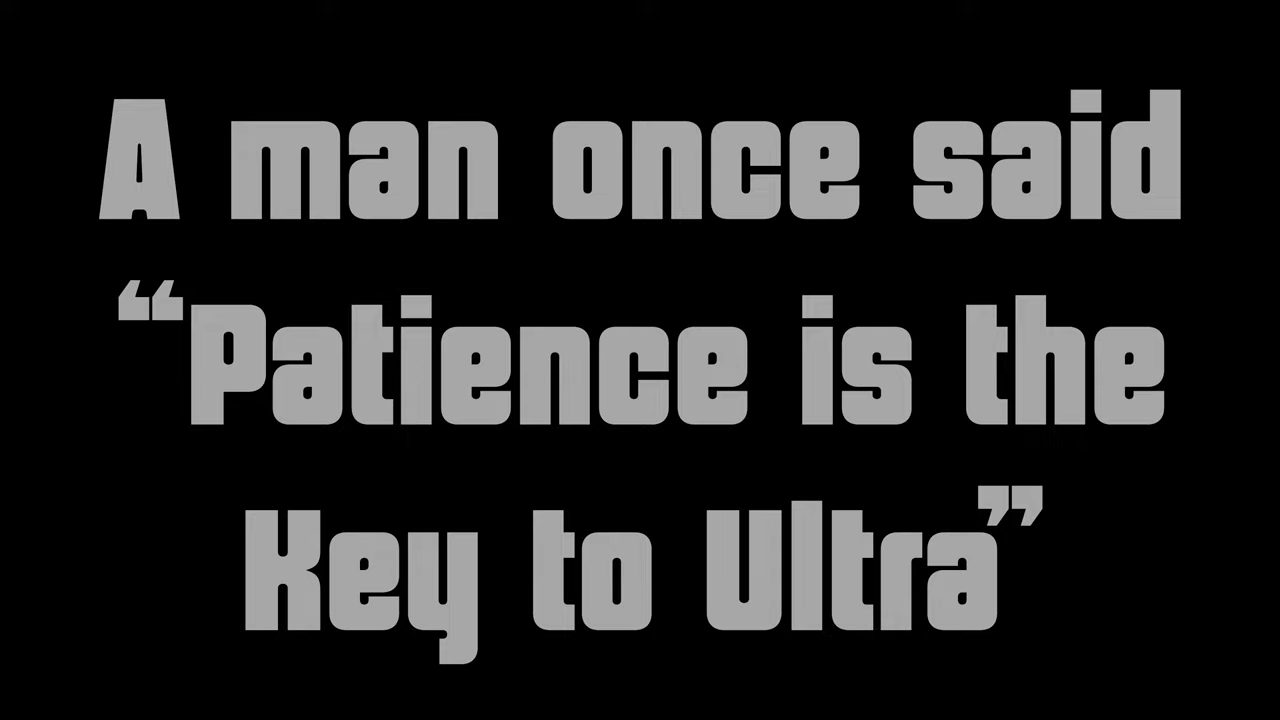 A man once said
“Patience is the
Key to Ultra”